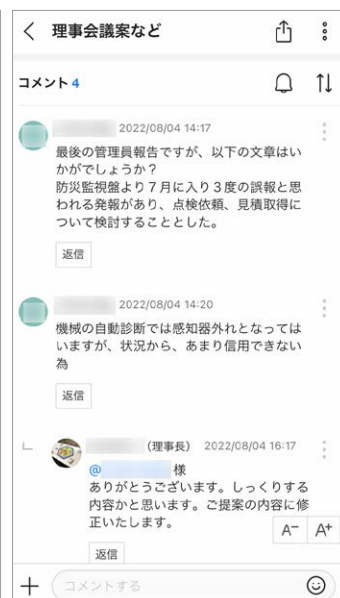 理事会議案など
コメント 4
2022/08/04 14:17
最後の管理員報告ですが、以下の文章はい
かがでしょうか？
防災監視盤より７月に入り３度の誤報と思
われる発報があり、点検依頼、見積取得に
ついて検討することとした。
返信
2022/08/04 14:20
機械の自動診断では感知器外れとなっては
いますが、状況から、あまり信用できない
為
返信
（理事長） 2022/08/04 16:17
@ 様
ありがとうございます。しっくりする
内容かと思います。ご提案の内容に修
正いたします。
A− A+
返信
コメントする